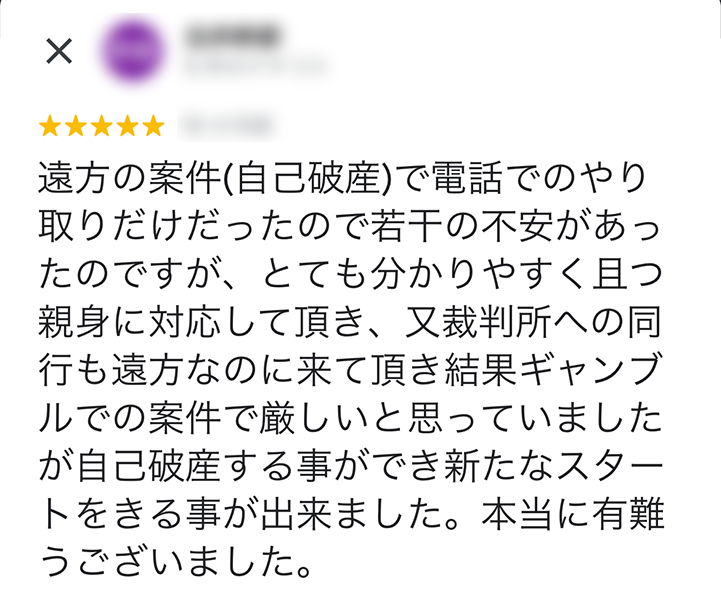 遠方の案件(自己破産)で電話でのやり
取りだけだったので若干の不安があっ
たのですが、とても分かりやすく且つ
親身に対応して頂き、又裁判所への同
行も遠方なのに来て頂き結果ギャンブ
ルでの案件で厳しいと思っていました
が自己破産する事ができ新たなスター
トをきる事が出来ました。本当に有難
うございました。